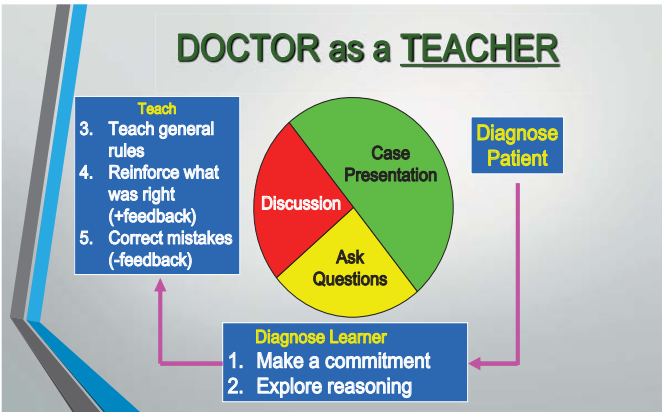 DOCTOR as a TEACHER
Teach
3. Teach general
rules
4. Reinforce what
was right
(+feedback)
5. Correct mistakes
(-feedback)
Case
Presentation
Discussion
Ask
Questions
Diagnose
Patient
Diagnose Learner
1. Make a commitment
2. Explore reasoning